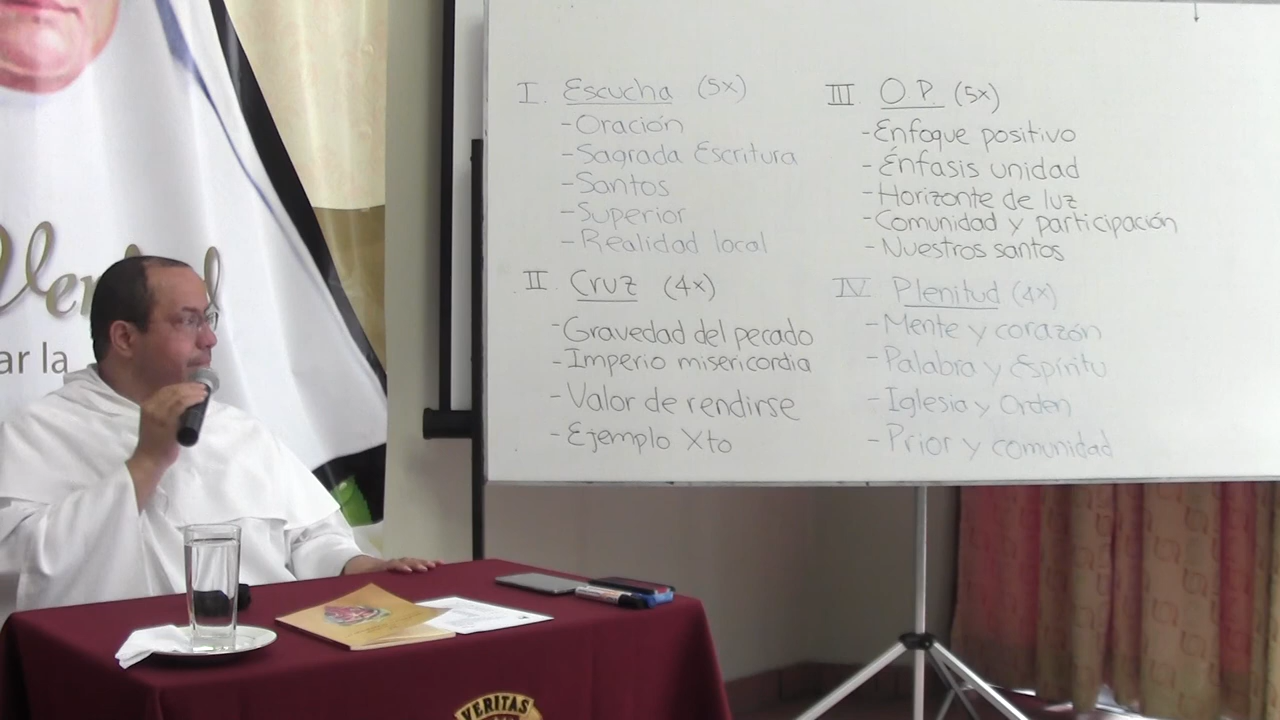 I. Escucha (5x)
- Oración
- Sagrada Escritura
- Santos
- Superior
- Realidad local
II. Cruz (4x)
- Gravedad del pecado
- Imperio misericordia
- Valor de rendirse
- Ejemplo Xto
III. O.P. (5x)
- Enfoque positivo
- Énfasis unidad
- Horizonte de luz
- Comunidad y participación
- Nuestros santos
IV. Plenitud (4x)
- Mente y corazón
- Palabra y Espíritu
- Iglesia y Orden
- Prior y comunidad
ar la
VERITAS